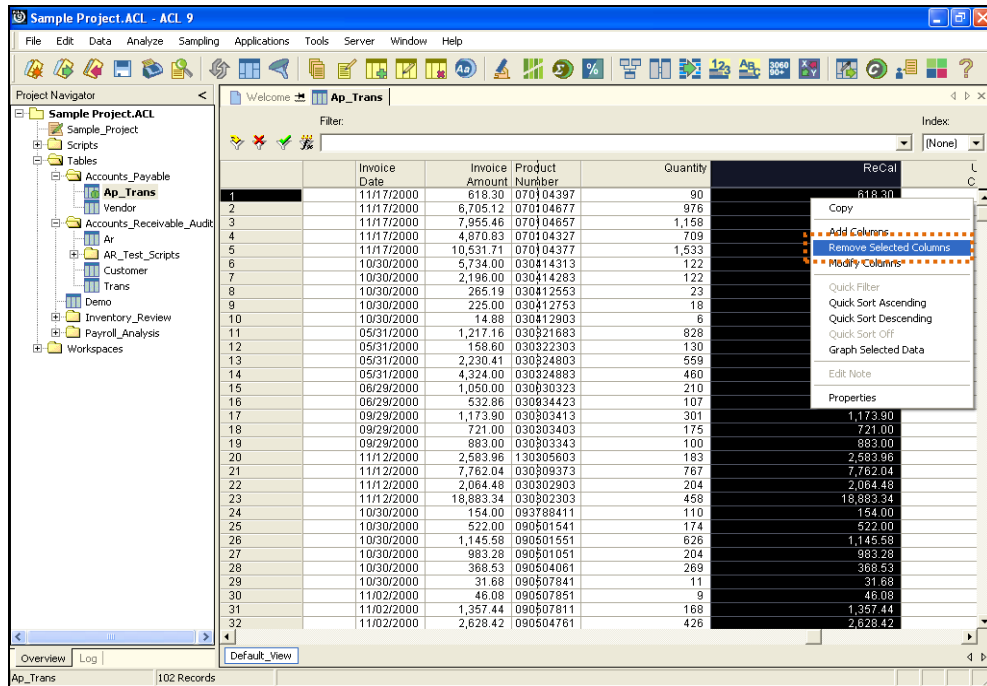 Sample Project.ACL - ACL 9
File Edit Data Analyze Sampling Applications Tools Server Window Help
Project Navigator <
Welcome Ap_Trans
Sample Project.ACL
Sample_Project
Scripts
Tables
Accounts_Payable
Ap_Trans
Vendor
Accounts_Receivable_Audit
Ar
AR_Test_Scripts
Customer
Trans
Demo
Inventory_Review
Payroll_Analysis
Workspaces
Overview Log
Filter: Index:
(None)
Invoice Invoice Product Quantity ReCal
Date Amount Number
1 11/17/2000 618.30 070104397 90 618.30
2 11/17/2000 6,705.12 070104677 976
3 11/17/2000 7,955.46 070104657 1,158
4 11/17/2000 4,870.83 070104327 709
5 11/17/2000 10,531.71 070104377 1,533
6 10/30/2000 5,734.00 030414313 122
7 10/30/2000 2,196.00 030414283 122
8 10/30/2000 265.19 030412553 23
9 10/30/2000 225.00 030412753 18
10 10/30/2000 14.88 030412903 6
11 05/31/2000 1,217.16 030321683 828
12 05/31/2000 158.60 030322303 130
13 05/31/2000 2,230.41 030324803 559
14 05/31/2000 4,324.00 030324883 460
15 06/29/2000 1,050.00 030030323 210
16 06/29/2000 532.86 030934423 107
17 09/29/2000 1,173.90 030303413 301 1,173.90
18 09/29/2000 721.00 030303403 175 721.00
19 09/29/2000 883.00 030303343 100 883.00
20 11/12/2000 2,583.96 130305603 183 2,583.96
21 11/12/2000 7,762.04 030309373 767 7,762.04
22 11/12/2000 2,064.48 030302903 204 2,064.48
23 11/12/2000 18,883.34 030302303 458 18,883.34
24 10/30/2000 154.00 093788411 110 154.00
25 10/30/2000 522.00 090501541 174 522.00
26 10/30/2000 1,145.58 090501551 626 1,145.58
27 10/30/2000 983.28 090501051 204 983.28
28 10/30/2000 368.53 090504061 269 368.53
29 10/30/2000 31.68 090507841 11 31.68
30 11/02/2000 46.08 090507851 9 46.08
31 11/02/2000 1,357.44 090507811 168 1,357.44
32 11/02/2000 2,628.42 090504761 426 2,628.42
Copy
Add Columns
Remove Selected Columns
Modify Columns
Quick Filter
Quick Sort Ascending
Quick Sort Descending
Quick Sort Off
Graph Selected Data
Edit Note
Properties
Default_View
Ap_Trans 102 Records